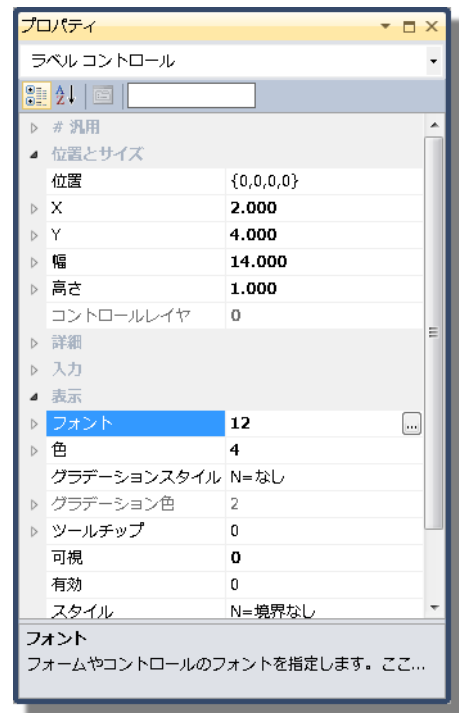 プロパティ
ラベル コントロール
# 汎用
位置とサイズ
位置 {0,0,0,0}
X 2.000
Y 4.000
幅 14.000
高さ 1.000
コントロールレイヤ 0
詳細
入力
表示
フォント 12 ...
色 4
グラデーションスタイル N=なし
グラデーション色 2
ツールチップ 0
可視 0
有効 0
スタイル N=境界なし
フォント
フォームやコントロールのフォントを指定します。ここ...